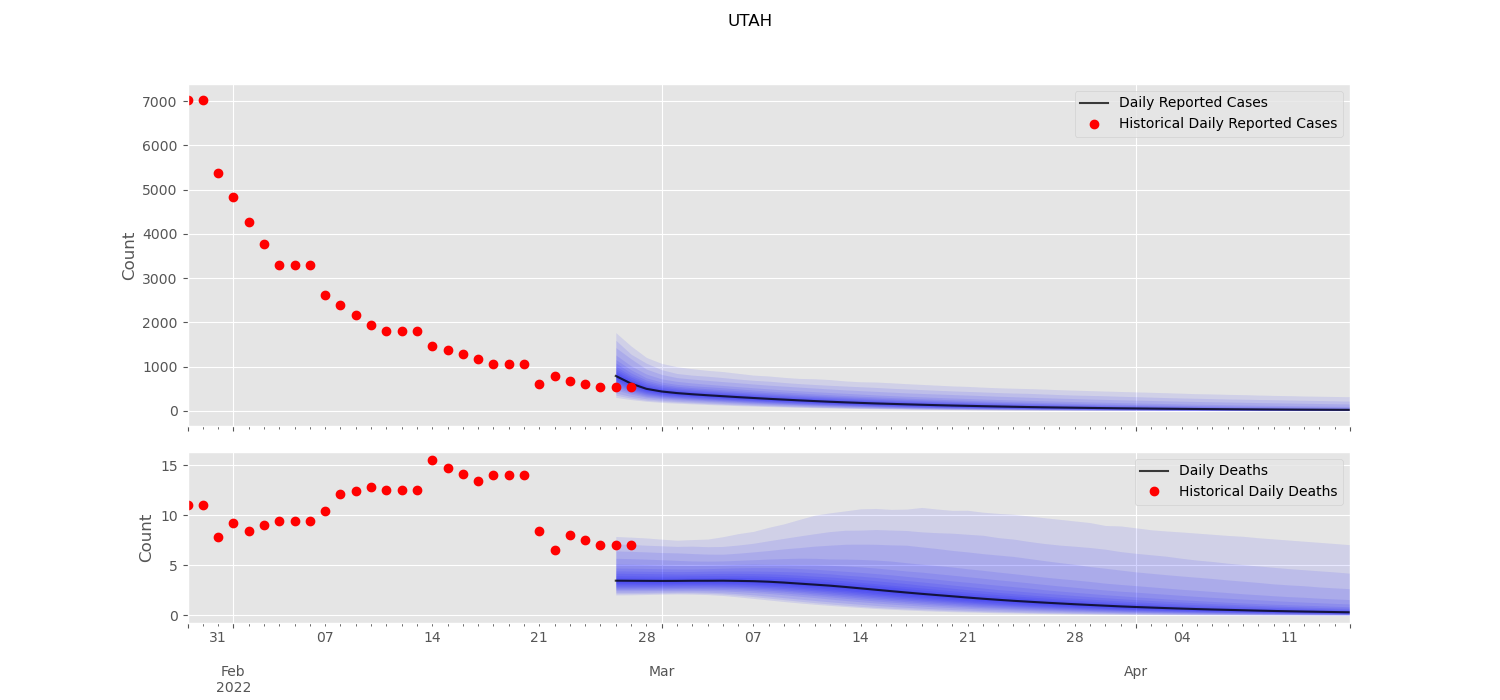 UTAH
7000
6000
5000
4000
3000
2000
1000
0
Count
Daily Reported Cases
Historical Daily Reported Cases
15
10
5
0
Count
Daily Deaths
Historical Daily Deaths
31 07 14 21 28 07 14 21 28 04 11
Feb Mar Apr
2022